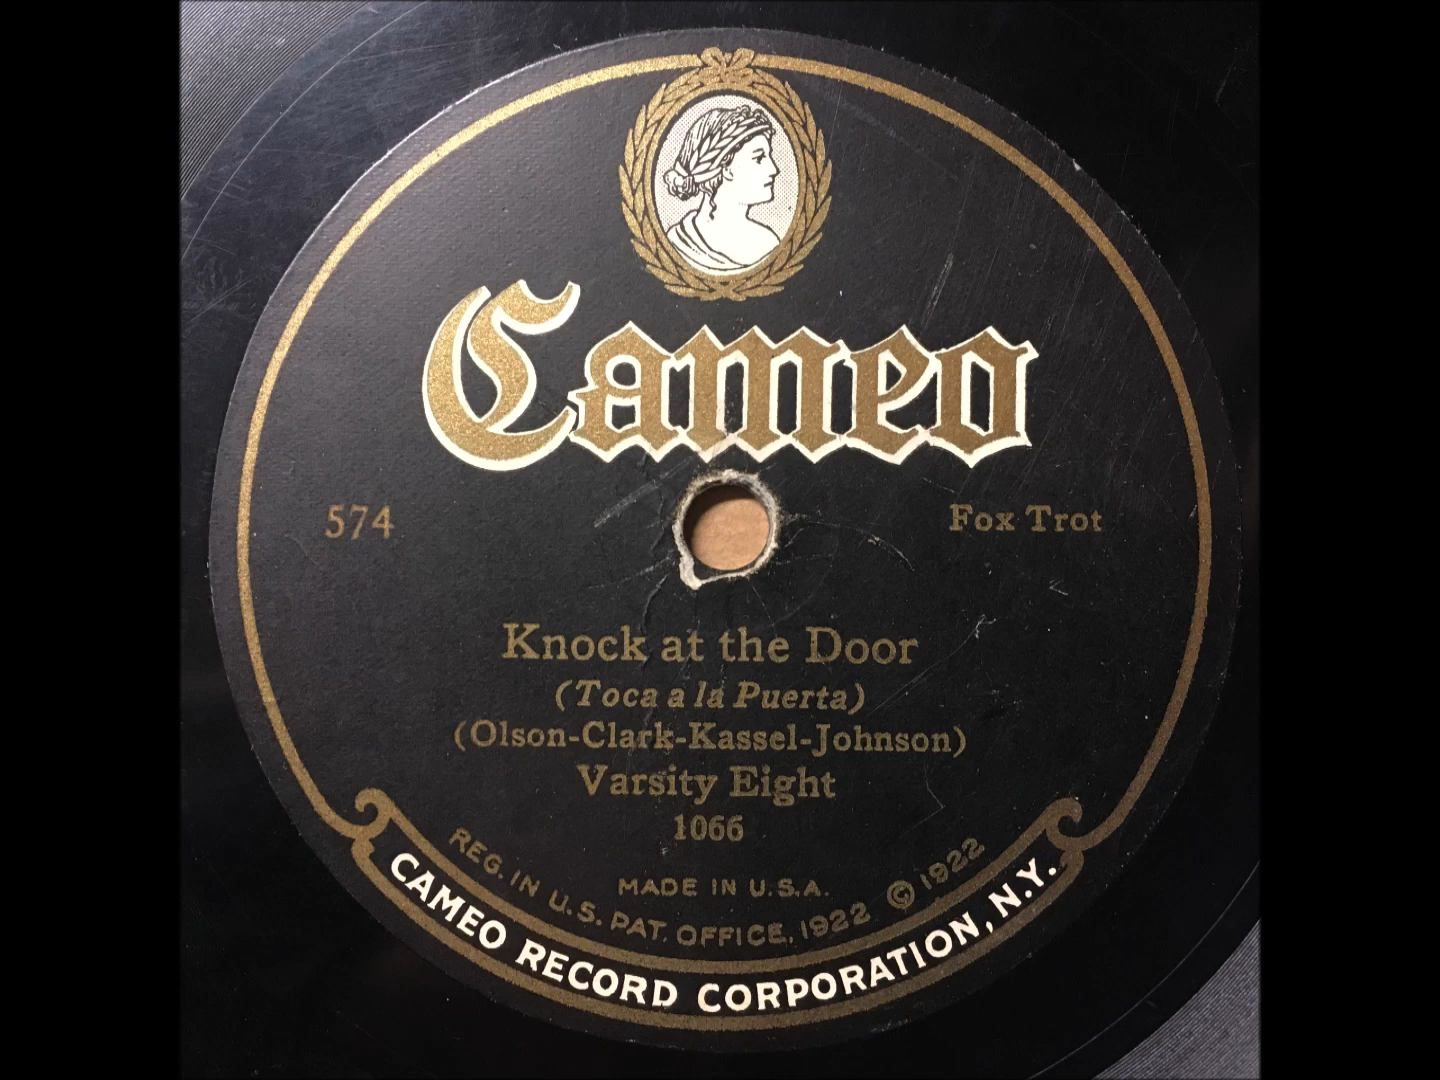 Cameo
574
Fox Trot
Knock at the Door
(Toca a la Puerta)
(Olson-Clark-Kassel-Johnson)
Varsity Eight
1066
MADE IN U.S.A.
REG. IN U.S. PAT. OFFICE, 1922 © 1922
CAMEO RECORD CORPORATION, N.Y.